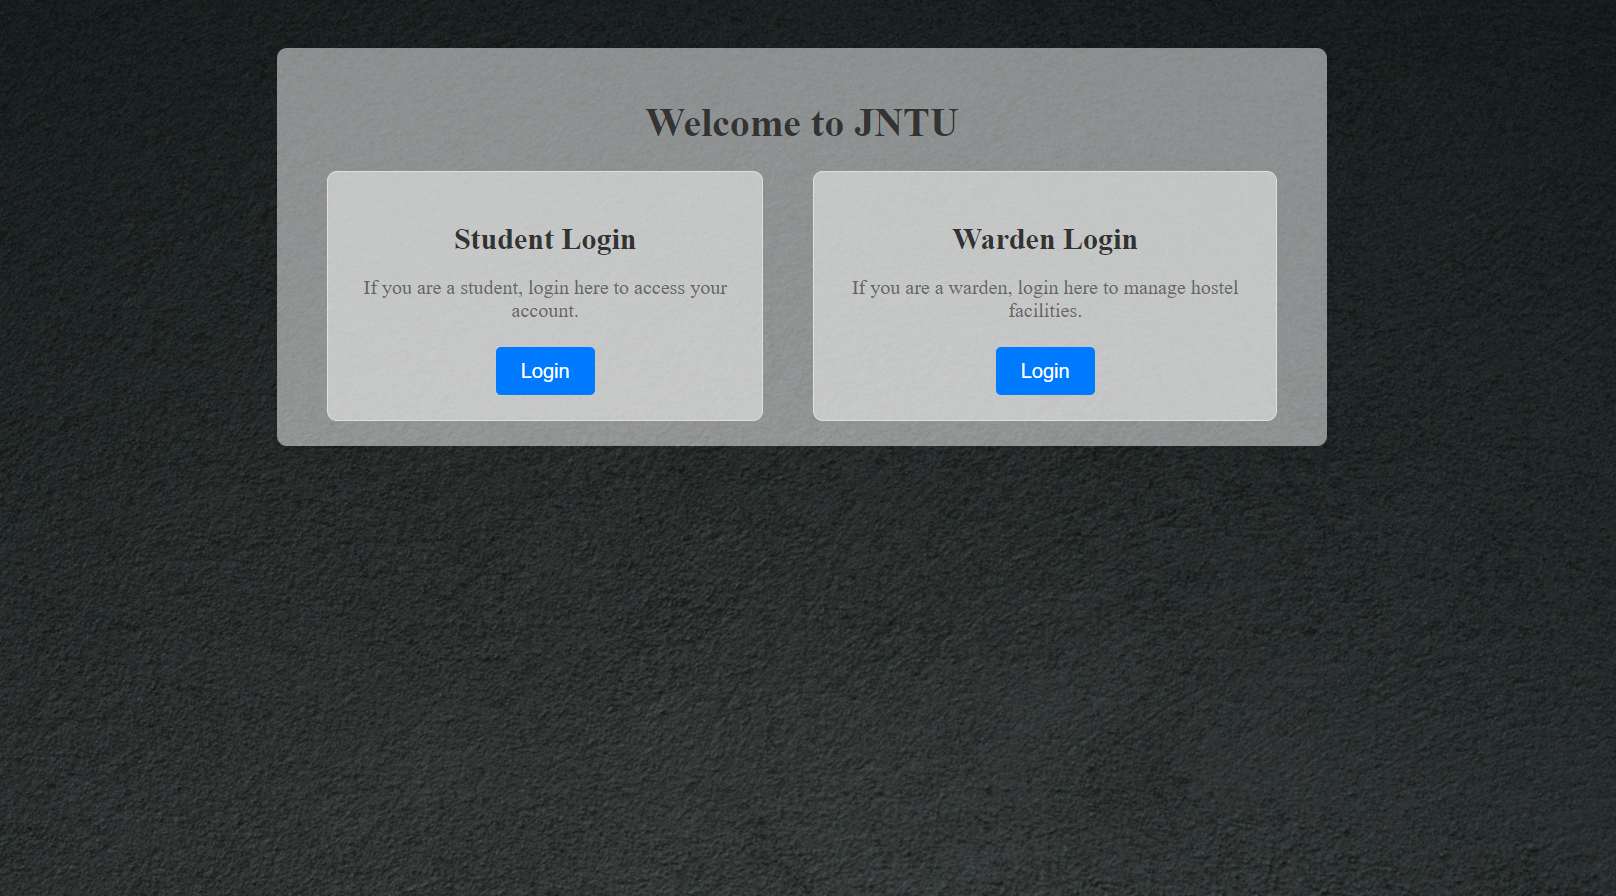 Welcome to JNTU
Student Login
If you are a student, login here to access your
account.
Login
Warden Login
If you are a warden, login here to manage hostel
facilities.
Login